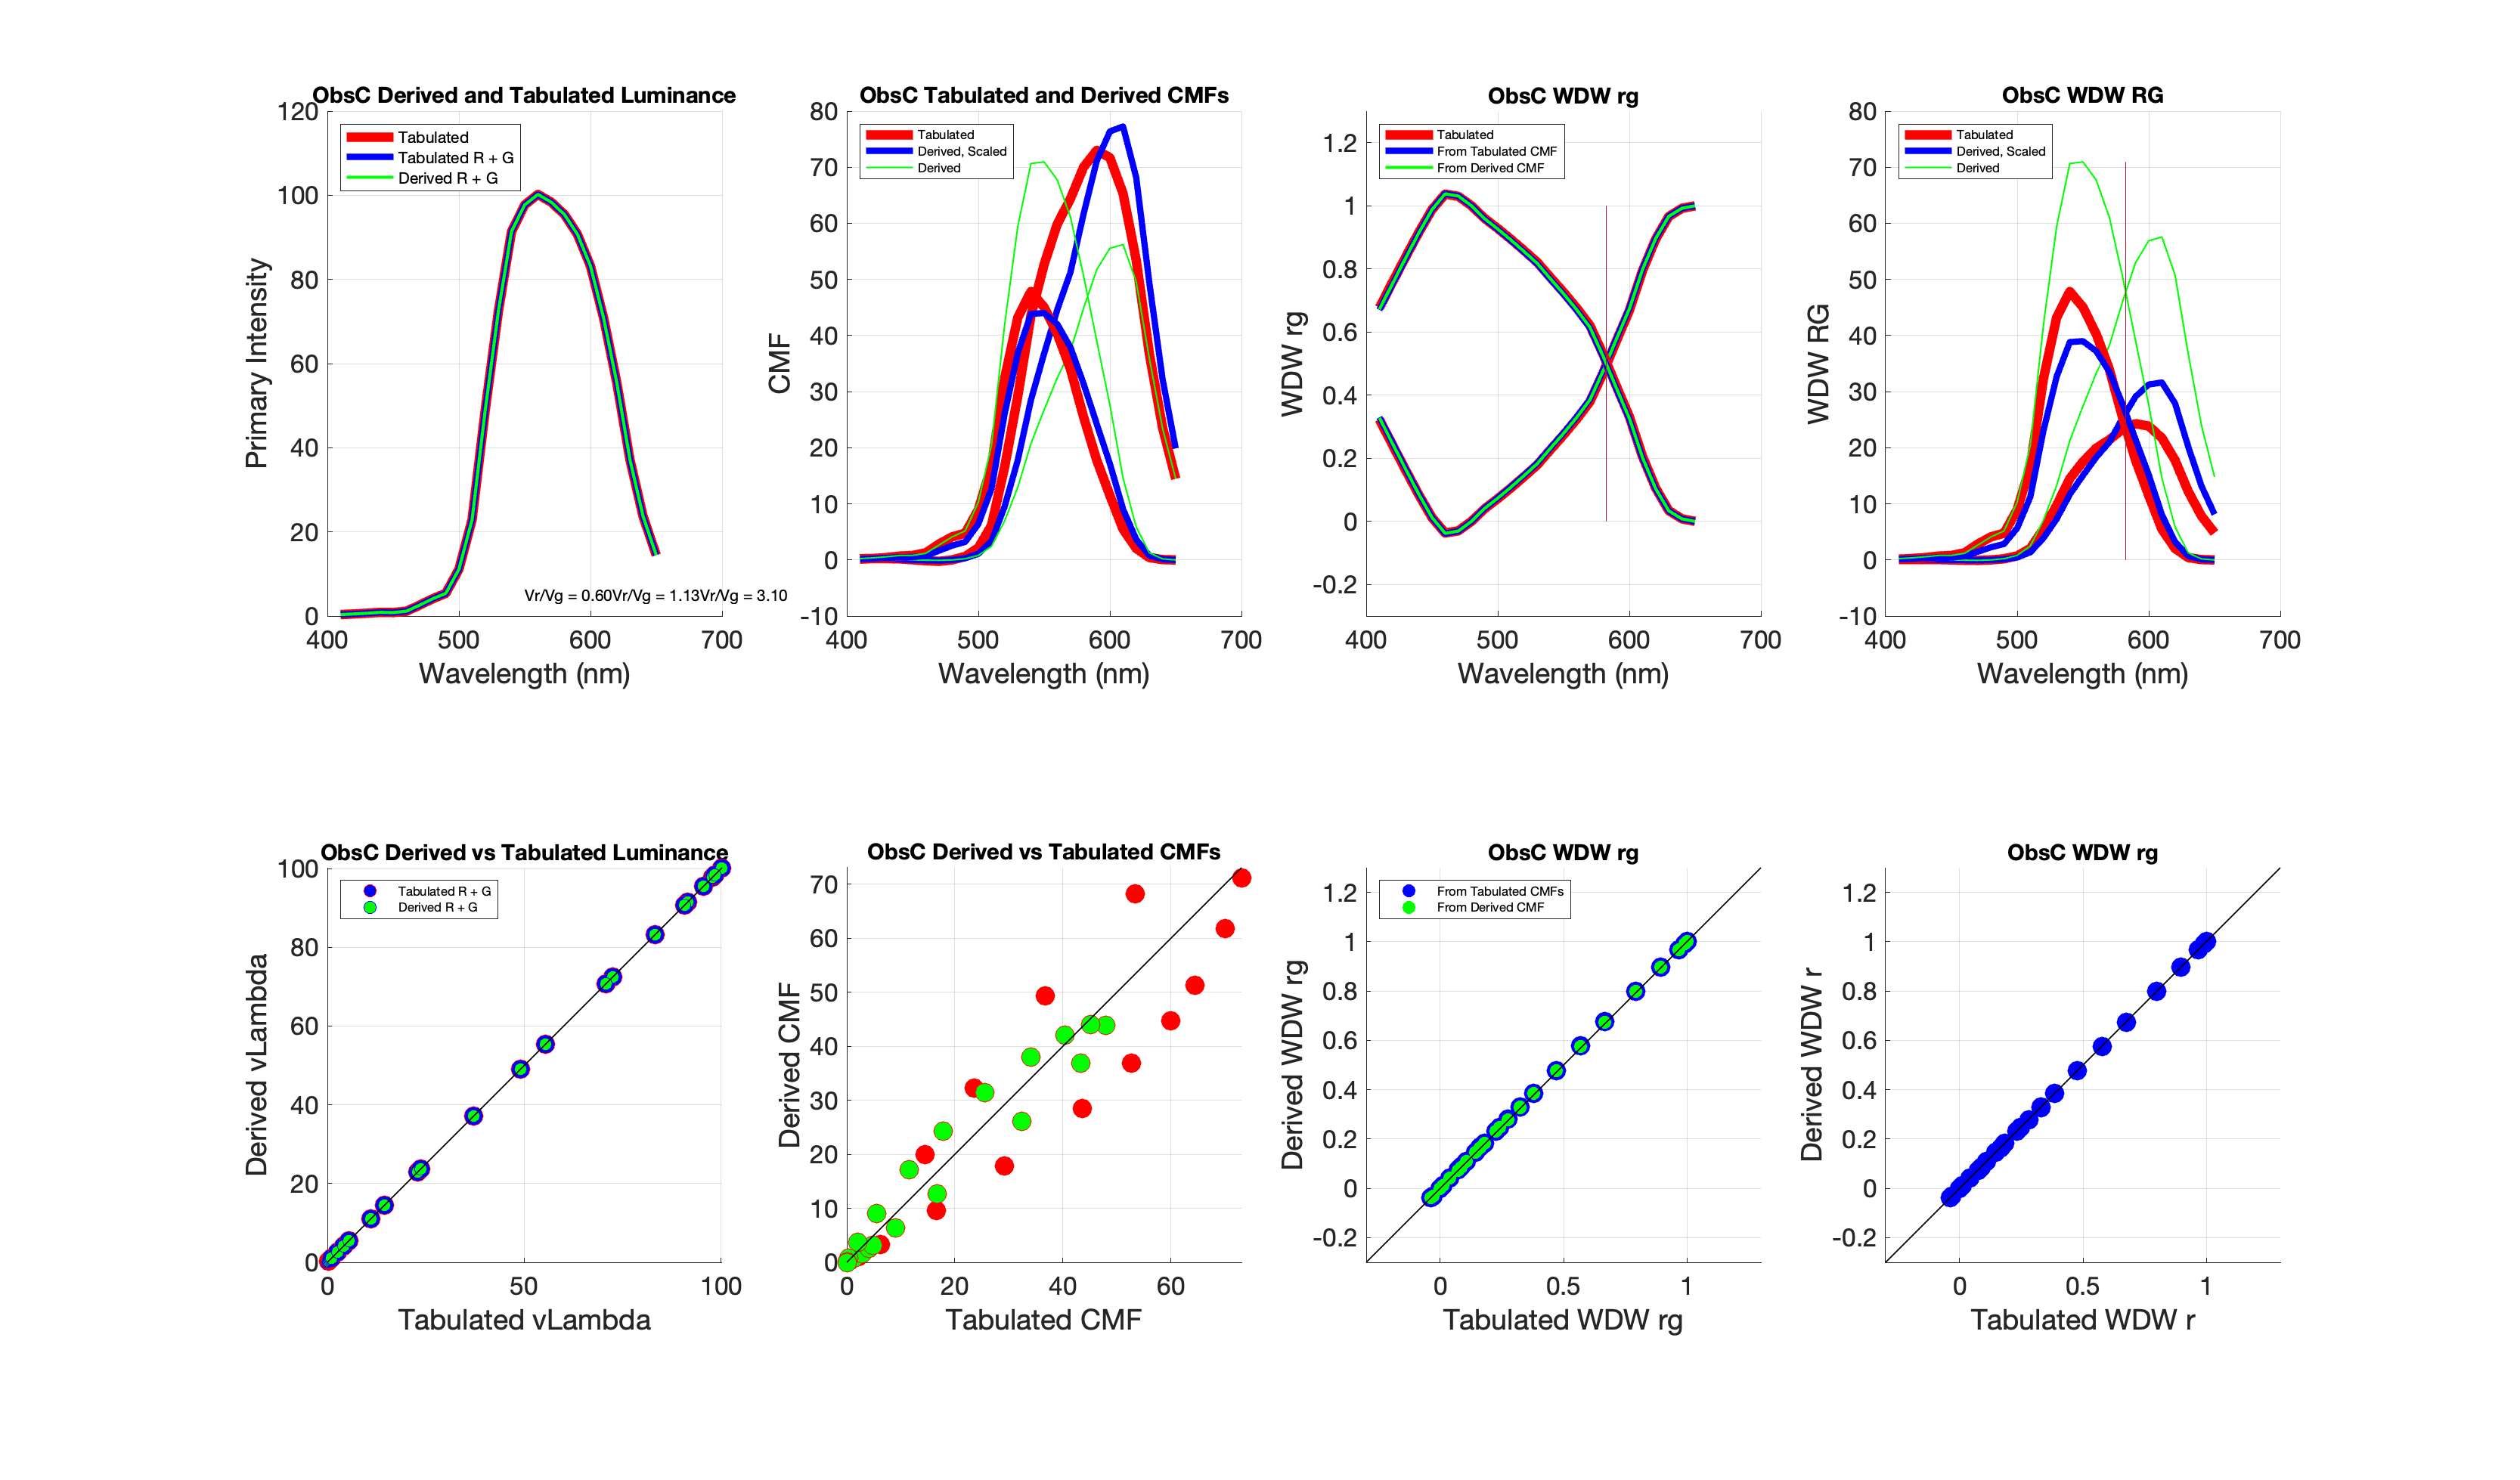 ObsC Derived and Tabulated Luminance
120
100
80
60
40
20
0
Primary Intensity
Tabulated
Tabulated R + G
Derived R + G
Vr/Vg = 0.60Vr/Vg = 1.13Vr/Vg = 3.10
400
500
600
700
Wavelength (nm)
ObsC Tabulated and Derived CMFs
80
70
60
50
40
30
20
10
0
-10
CMF
Tabulated
Derived, Scaled
Derived
400
500
600
700
Wavelength (nm)
ObsC WDW rg
1.2
1
0.8
0.6
0.4
0.2
0
-0.2
WDW rg
Tabulated
From Tabulated CMF
From Derived CMF
400
500
600
700
Wavelength (nm)
ObsC WDW RG
80
70
60
50
40
30
20
10
0
-10
WDW RG
Tabulated
Derived, Scaled
Derived
400
500
600
700
Wavelength (nm)
ObsC Derived vs Tabulated Luminance
100
80
60
40
20
0
Derived vLambda
Tabulated R + G
Derived R + G
0
50
100
Tabulated vLambda
ObsC Derived vs Tabulated CMFs
70
60
50
40
30
20
10
0
Derived CMF
0
20
40
60
Tabulated CMF
ObsC WDW rg
1.2
1
0.8
0.6
0.4
0.2
0
-0.2
Derived WDW rg
From Tabulated CMFs
From Derived CMF
0
0.5
1
Tabulated WDW rg
ObsC WDW rg
1.2
1
0.8
0.6
0.4
0.2
0
-0.2
Derived WDW r
0
0.5
1
Tabulated WDW r